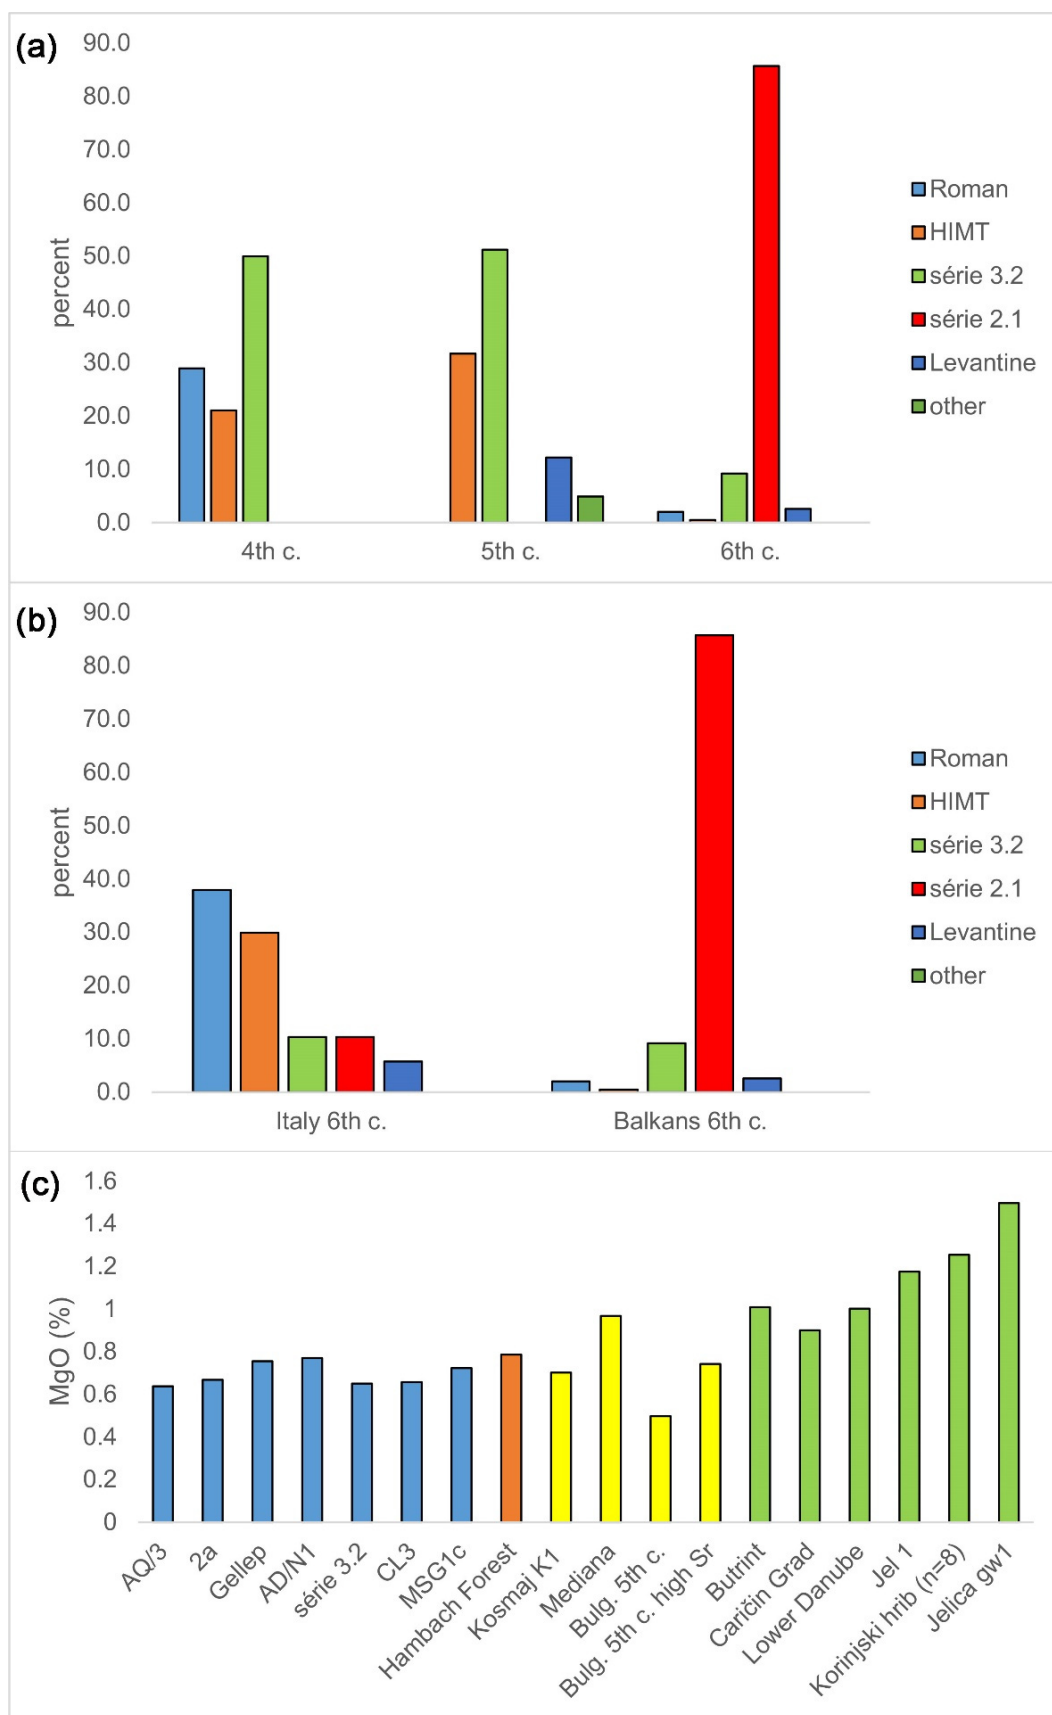 (a)
90.0
80.0
70.0
60.0
50.0
40.0
30.0
20.0
10.0
0.0
percent
4th c.
5th c.
6th c.
Roman
HIMT
série 3.2
série 2.1
Levantine
other
(b)
90.0
80.0
70.0
60.0
50.0
40.0
30.0
20.0
10.0
0.0
percent
Italy 6th c.
Balkans 6th c.
Roman
HIMT
série 3.2
série 2.1
Levantine
other
(c)
1.6
1.4
1.2
1
0.8
0.6
0.4
0.2
0
MgO (%)
AQ/3
2a
Gellep
AD/N1
série 3.2
CL3
MSG1c
Hambach Forest
Kosmaj K1
Mediana
Bulg. 5th c.
Bulg. 5th c. high Sr
Butrint
Caričin Grad
Lower Danube
Jel 1
Korinjski hrib (n=8)
Jelica gw1